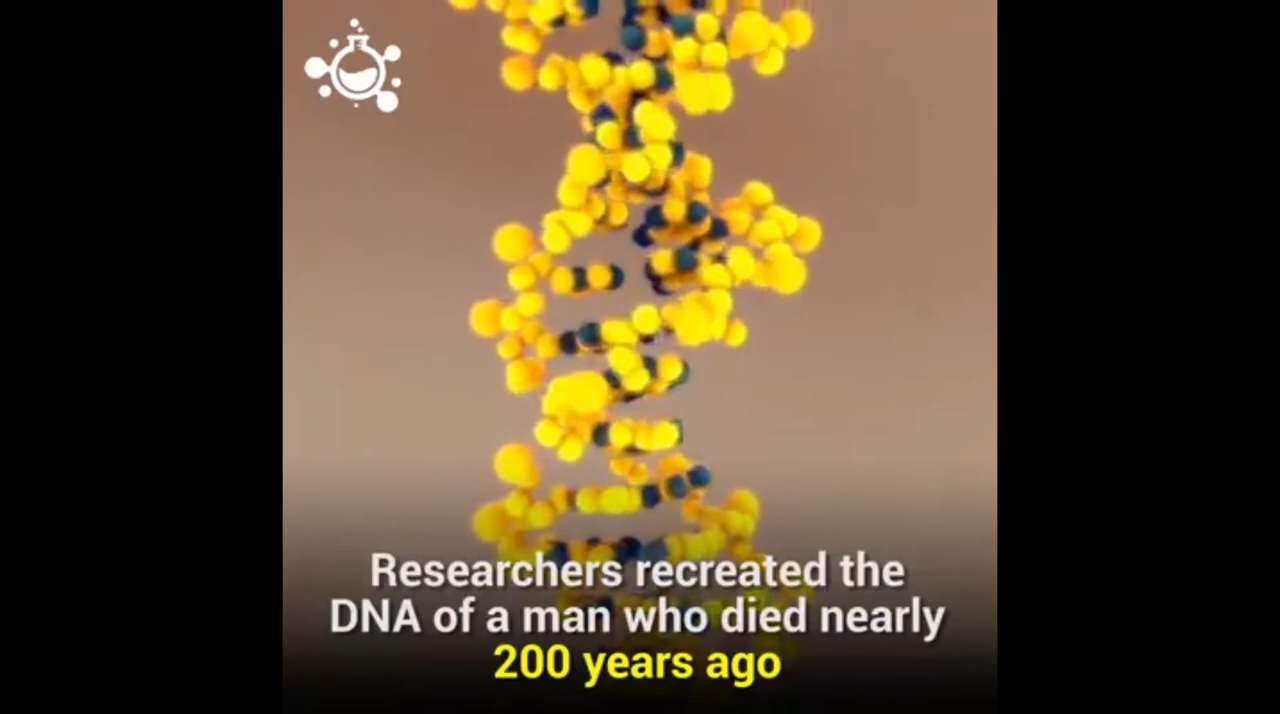 Researchers recreated the
DNA of a man who died nearly
200 years ago